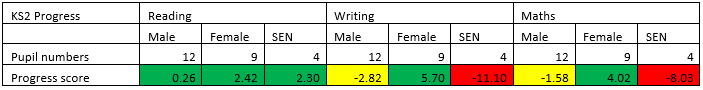 KS2 Progress Reading Writing Maths
Male Female SEN Male Female SEN Male Female SEN
Pupil numbers 12 9 4 12 9 4 12 9 4
Progress score 0.26 2.42 2.30 -2.82 5.70 -11.10 -1.58 4.02 -8.03